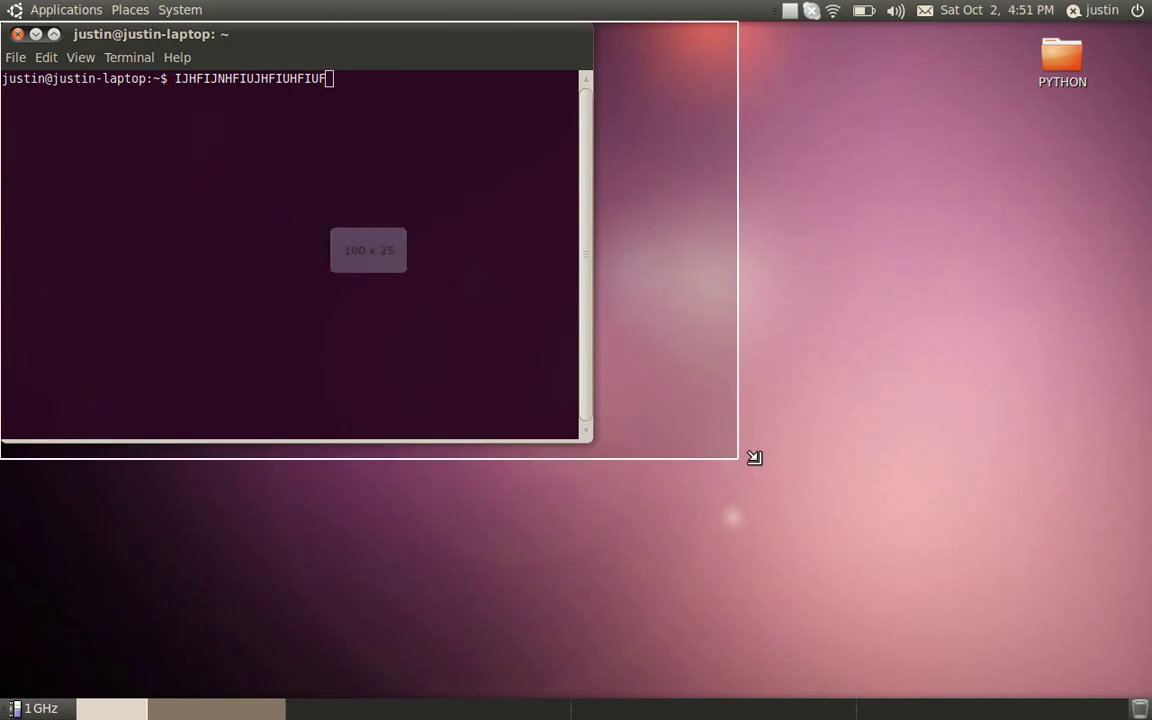 Applications Places System
Sat Oct 2, 4:51 PM justin
justin@justin-laptop: ~
File Edit View Terminal Help
justin@justin-laptop:~$ IJHFIJNHFIUJHFIUHFIUF
100 x 25
PYTHON
1 GHz